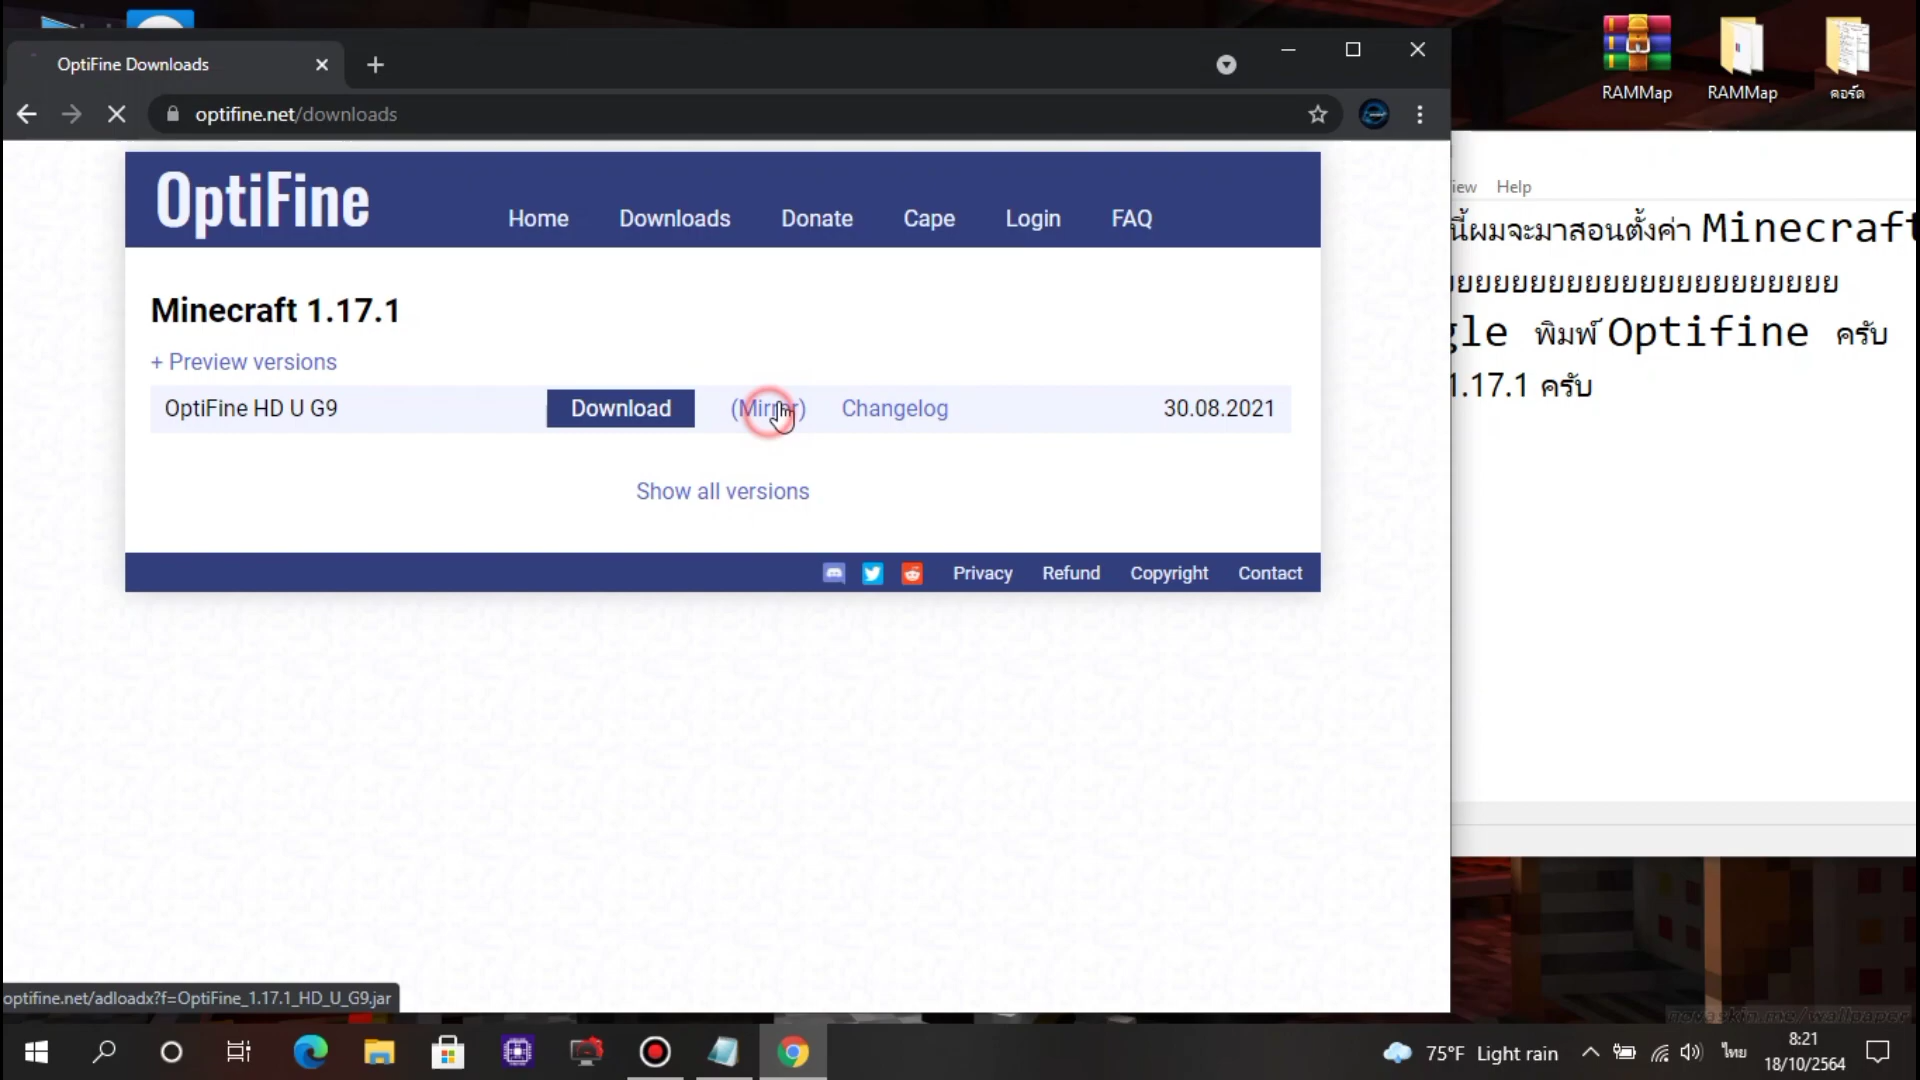 RAMMap
RAMMap
คอร์ด
OptiFine Downloads
optifine.net/downloads
OptiFine
Home
Downloads
Donate
Cape
Login
FAQ
Minecraft 1.17.1
+ Preview versions
OptiFine HD U G9
Download
(Mirror)
Changelog
30.08.2021
Show all versions
Privacy
Refund
Copyright
Contact
Help
นี้ผมจะมาสอนตั้งค่า Minecraft
ยยยยยยยยยยยยยยยยยยยยย
พิมพ์ Optifine ครับ
1.17.1 ครับ
optifine.net/adloadx?f=OptiFine_1.17.1_HD_U_G9.jar
novaskin.me/wallpaper
75°F Light rain
ไทย
8:21
18/10/2564